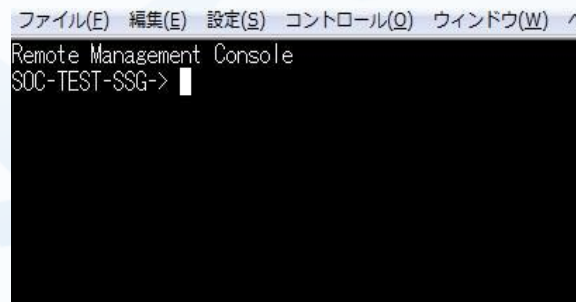 ファイル(F) 編集(E) 設定(S) コントロール(O) ウィンドウ(W)
Remote Management Console
SOC-TEST-SSG->